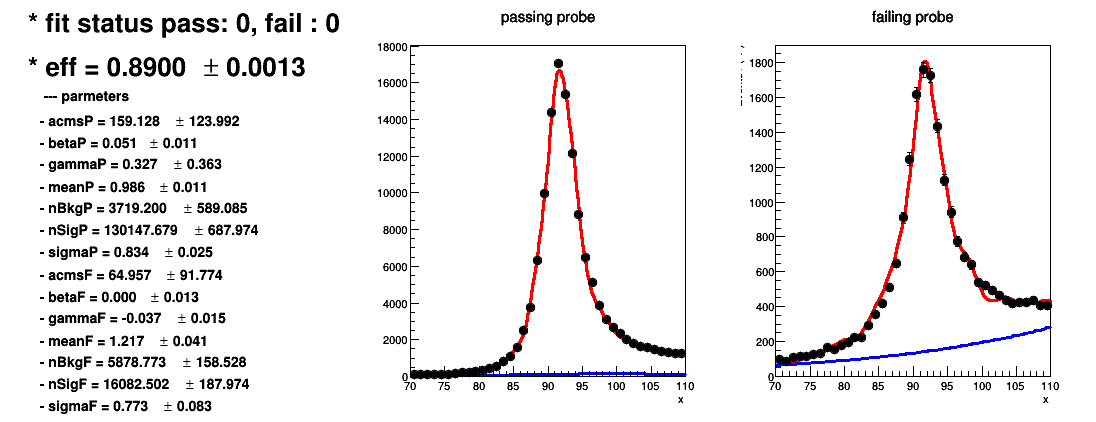 * fit status pass: 0, fail : 0
* eff = 0.8900 ± 0.0013
--- parmeters
- acmsP = 159.128 ± 123.992
- betaP = 0.051 ± 0.011
- gammaP = 0.327 ± 0.363
- meanP = 0.986 ± 0.011
- nBkgP = 3719.200 ± 589.085
- nSigP = 130147.679 ± 687.974
- sigmaP = 0.834 ± 0.025
- acmsF = 64.957 ± 91.774
- betaF = 0.000 ± 0.013
- gammaF = -0.037 ± 0.015
- meanF = 1.217 ± 0.041
- nBkgF = 5878.773 ± 158.528
- nSigF = 16082.502 ± 187.974
- sigmaF = 0.773 ± 0.083
passing probe
18000
16000
14000
12000
10000
8000
6000
4000
2000
0
70 75 80 85 90 95 100 105 110
x
failing probe
1800
1600
1400
1200
1000
800
600
400
200
0
70 75 80 85 90 95 100 105 110
x